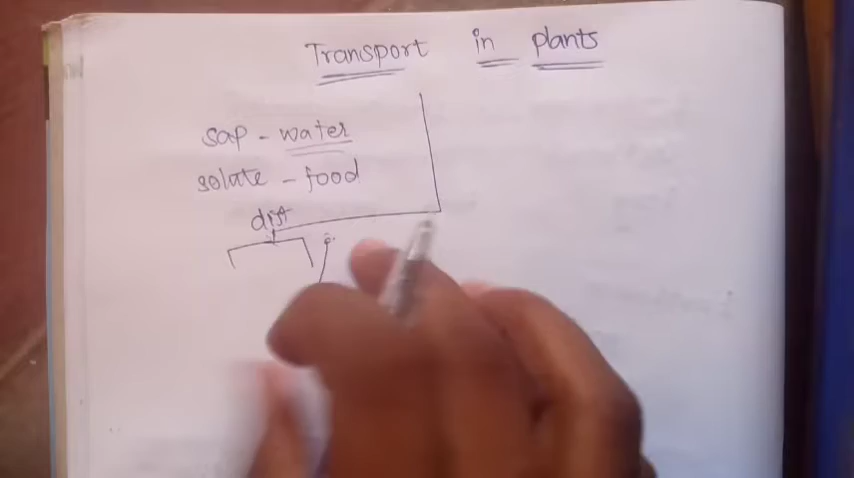 Transport in plants
sap - water
solute - food